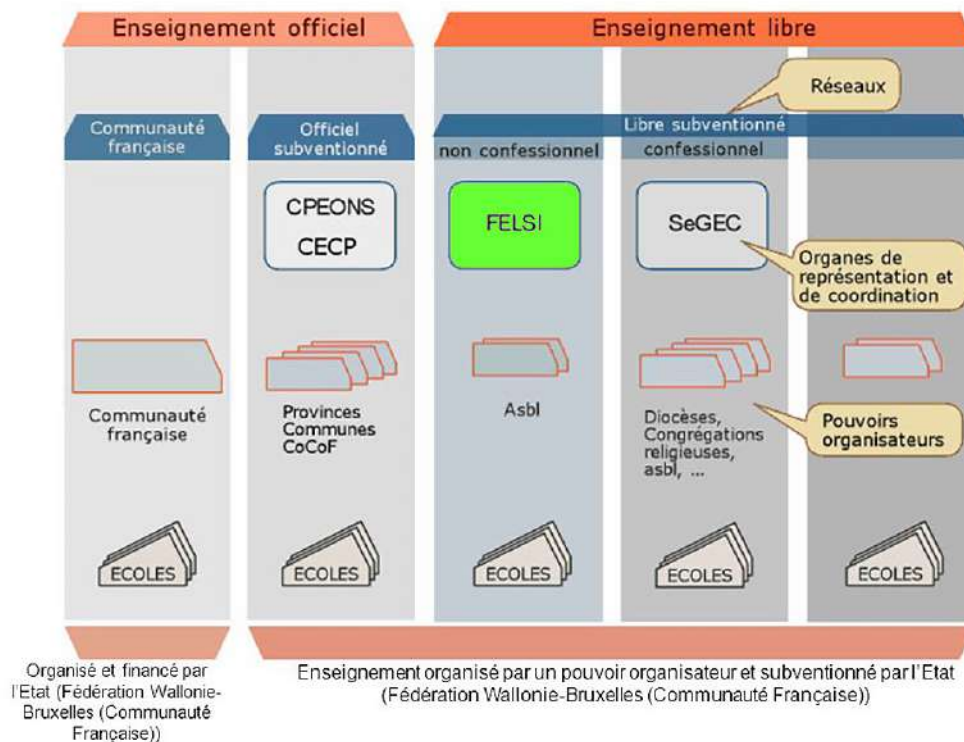 Enseignement officiel
Enseignement libre
Réseaux
Communauté
française
Officiel
subventionné
Libre subventionné
non confessionnel
confessionnel
CPEONS
CECP
FELSI
SeGEC
Organes de
représentation et
de coordination
Communauté
française
Provinces
Communes
CoCoF
Asbl
Diocèses,
Congrégations
religieuses,
asbl, ...
Pouvoirs
organisateurs
ECOLES
ECOLES
ECOLES
ECOLES
ECOLES
Organisé et financé par
l'Etat (Fédération Wallonie-
Bruxelles (Communauté
Française))
Enseignement organisé par un pouvoir organisateur et subventionné par l'Etat
(Fédération Wallonie-Bruxelles (Communauté Française))